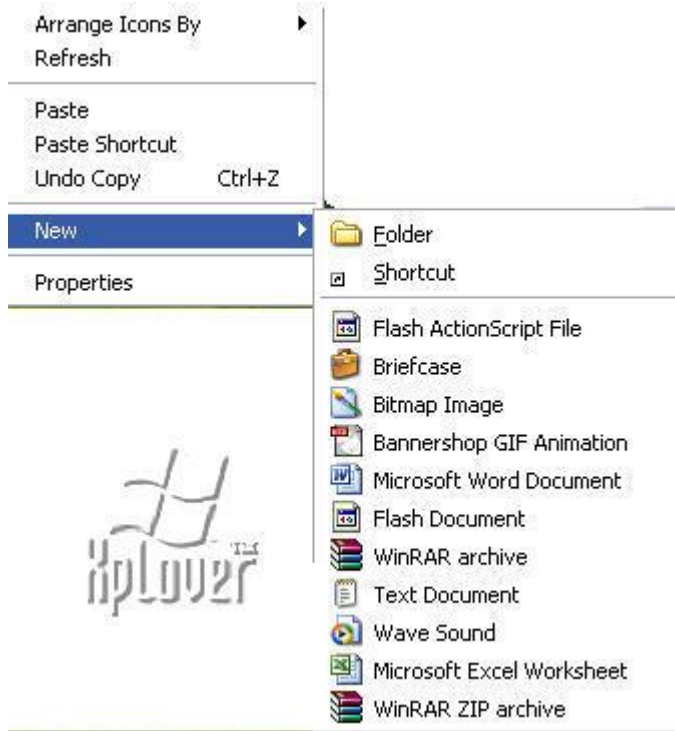 Arrange Icons By
Refresh
Paste
Paste Shortcut
Undo Copy Ctrl+Z
New
Properties
Folder
Shortcut
Flash ActionScript File
Briefcase
Bitmap Image
Bannershop GIF Animation
Microsoft Word Document
Flash Document
WinRAR archive
Text Document
Wave Sound
Microsoft Excel Worksheet
WinRAR ZIP archive
XpLover™